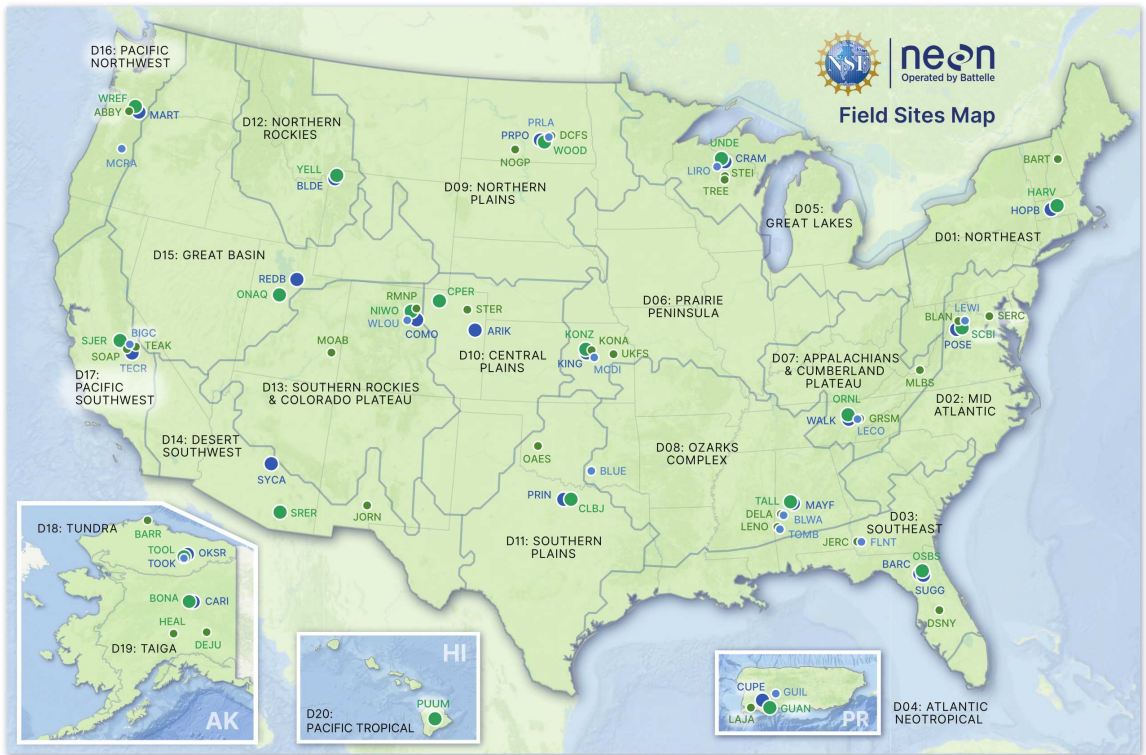 NSF
neon
Operated by Battelle
Field Sites Map
D16: PACIFIC
NORTHWEST
WREF
ABBY
MART
MCRA
D12: NORTHERN
ROCKIES
YELL
BLDE
PRLA
PRPO
DCFS
WOOD
NOGP
D09: NORTHERN
PLAINS
UNDE
CRAM
LIRO
STEI
TREE
D05:
GREAT LAKES
BART
HARV
HOPB
D01: NORTHEAST
D15: GREAT BASIN
REDB
ONAQ
RMNP
CPER
NIWO
STER
WLOU
COMO
ARIK
D10: CENTRAL
PLAINS
D06: PRAIRIE
PENINSULA
KONZ
KONA
UKFS
KING
MCDI
LEWI
BLAN
SERC
SCBI
POSE
SJER
BIGC
TEAK
SOAP
TECR
D17:
PACIFIC
SOUTHWEST
MOAB
D13: SOUTHERN ROCKIES
& COLORADO PLATEAU
D07: APPALACHIANS
& CUMBERLAND
PLATEAU
MLBS
D02: MID
ATLANTIC
ORNL
WALK
GRSM
LECO
D14: DESERT
SOUTHWEST
SYCA
SRER
JORN
OAES
BLUE
PRIN
CLBJ
D11: SOUTHERN
PLAINS
D08: OZARKS
COMPLEX
TALL
MAYF
DELA
BLWA
LENO
TOMB
D03:
SOUTHEAST
JERC
FLNT
OSBS
BARC
SUGG
DSNY
D18: TUNDRA
BARR
TOOL
OKSR
TOOK
BONA
CARI
HEAL
DEJU
D19: TAIGA
AK
HI
PUUM
D20:
PACIFIC TROPICAL
CUPE
GUIL
GUAN
LAJA
PR
D04: ATLANTIC
NEOTROPICAL